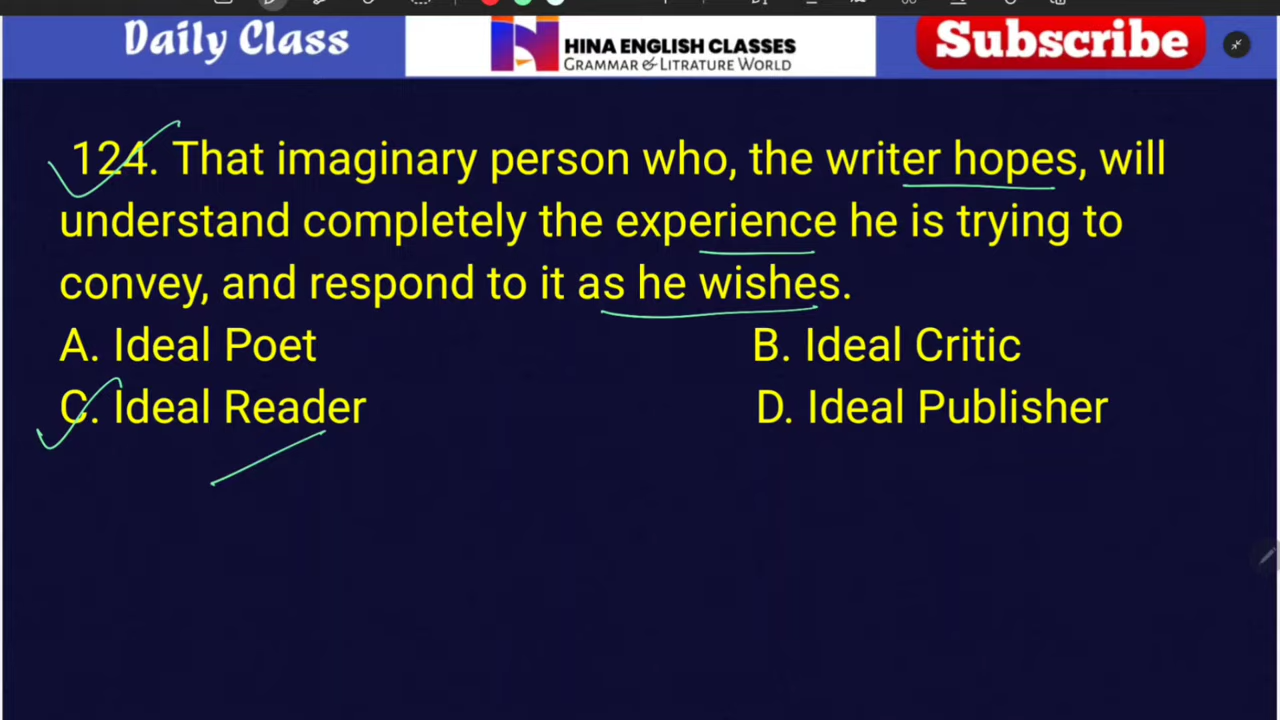 Daily Class
HINA ENGLISH CLASSES
GRAMMAR & LITRATURE WORLD
Subscribe
124. That imaginary person who, the writer hopes, will
understand completely the experience he is trying to
convey, and respond to it as he wishes.
A. Ideal Poet
B. Ideal Critic
C. Ideal Reader
D. Ideal Publisher